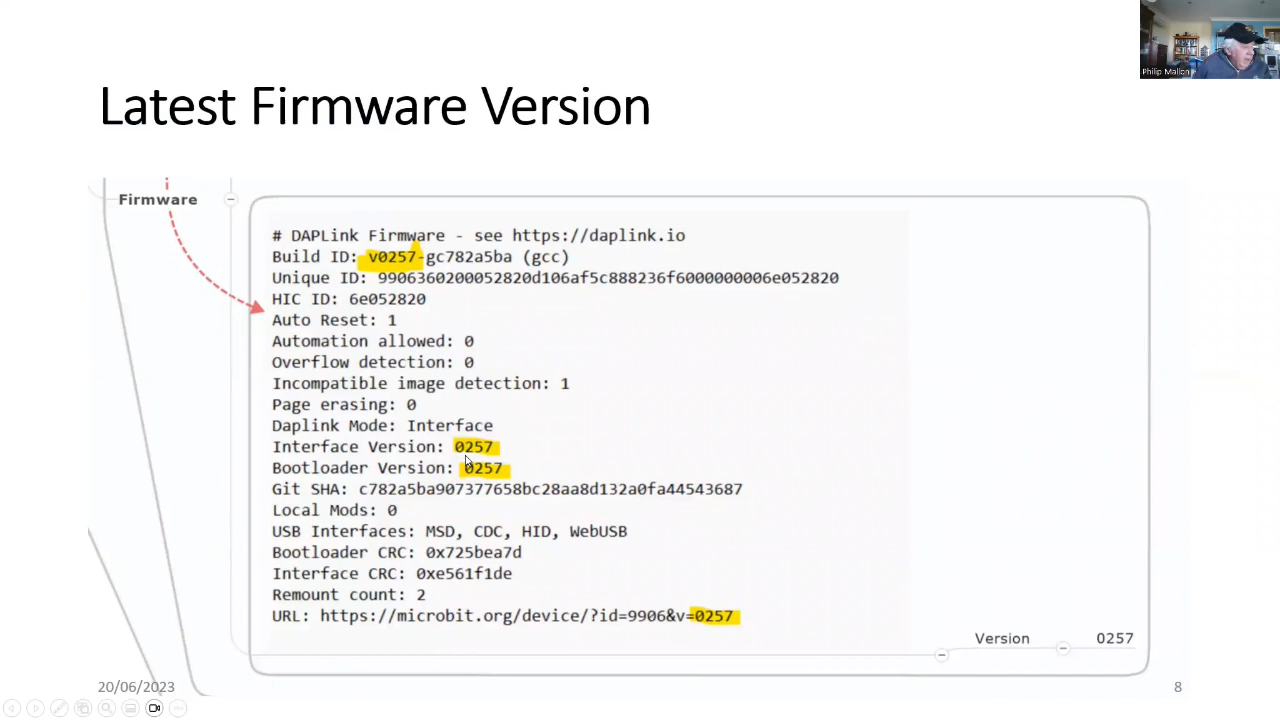 Philip Mallon
Latest Firmware Version
Firmware
# DAPLink Firmware - see https://daplink.io
Build ID: v0257-gc782a5ba (gcc)
Unique ID: 9906360200052820d106af5c888236f6000000006e052820
HIC ID: 6e052820
Auto Reset: 1
Automation allowed: 0
Overflow detection: 0
Incompatible image detection: 1
Page erasing: 0
Daplink Mode: Interface
Interface Version: 0257
Bootloader Version: 0257
Git SHA: c782a5ba907377658bc28aa8d132a0fa44543687
Local Mods: 0
USB Interfaces: MSD, CDC, HID, WebUSB
Bootloader CRC: 0x725bea7d
Interface CRC: 0xe561f1de
Remount count: 2
URL: https://microbit.org/device/?id=9906&v=0257
Version 0257
20/06/2023
8